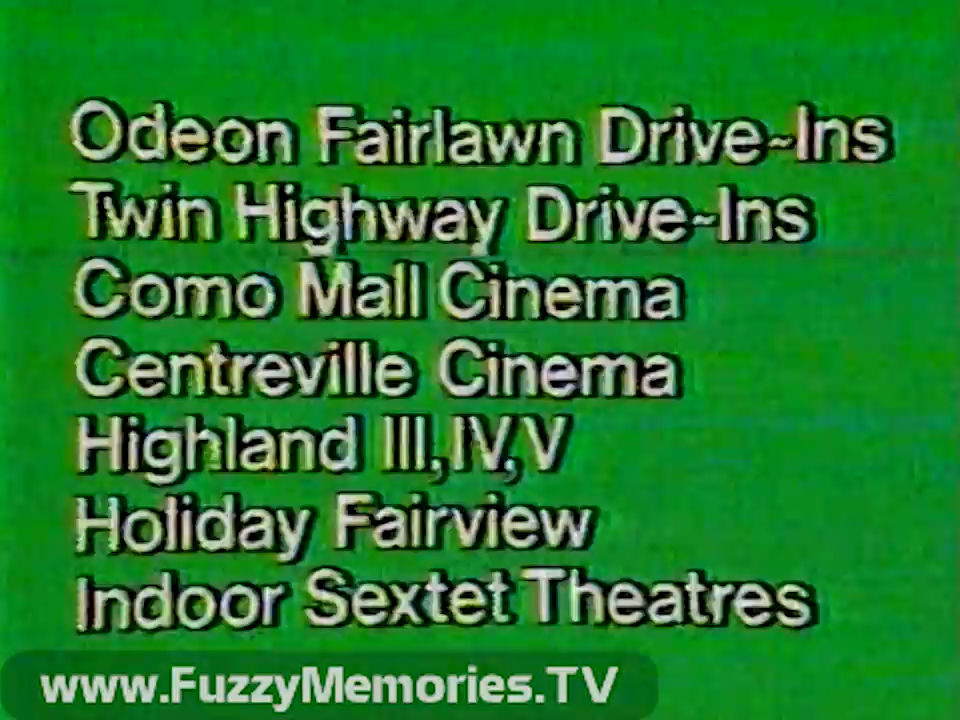 Odeon Fairlawn Drive-Ins
Twin Highway Drive-Ins
Como Mall Cinema
Centreville Cinema
Highland III,IV,V
Holiday Fairview
Indoor Sextet Theatres
www.FuzzyMemories.TV